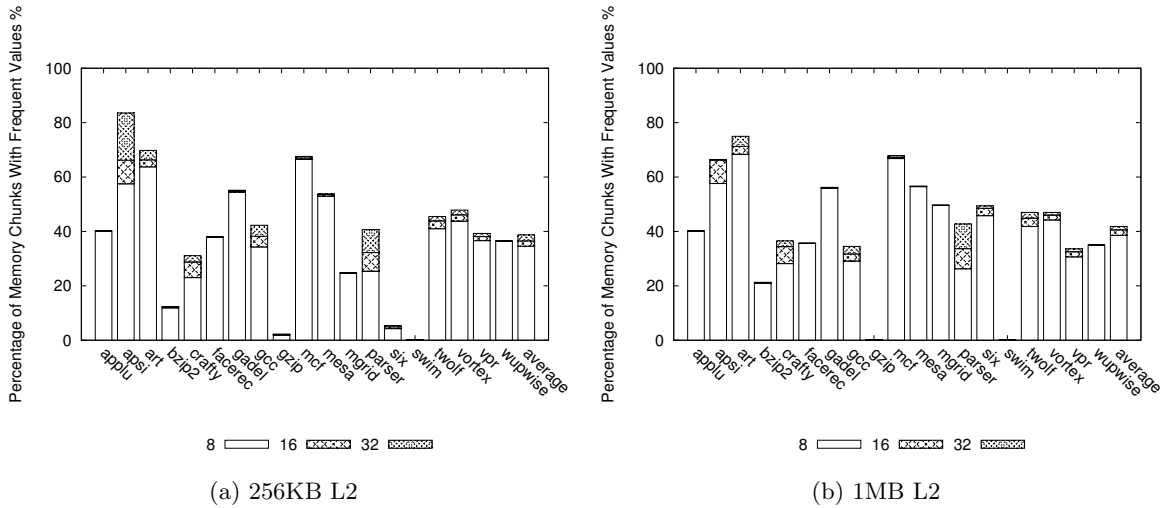 Percentage of Memory Chunks With Frequent Values %
100
80
60
40
20
0
applu
apsi
art
bzip2
crafty
facerec
gadel
gcc
gzip
mcf
mesa
mgrid
parser
six
swim
twolf
vortex
vpr
wupwise
average
8 16 32
(a) 256KB L2
Percentage of Memory Chunks With Frequent Values %
100
80
60
40
20
0
applu
apsi
art
bzip2
crafty
facerec
gadel
gcc
gzip
mcf
mesa
mgrid
parser
six
swim
twolf
vortex
vpr
wupwise
average
8 16 32
(b) 1MB L2